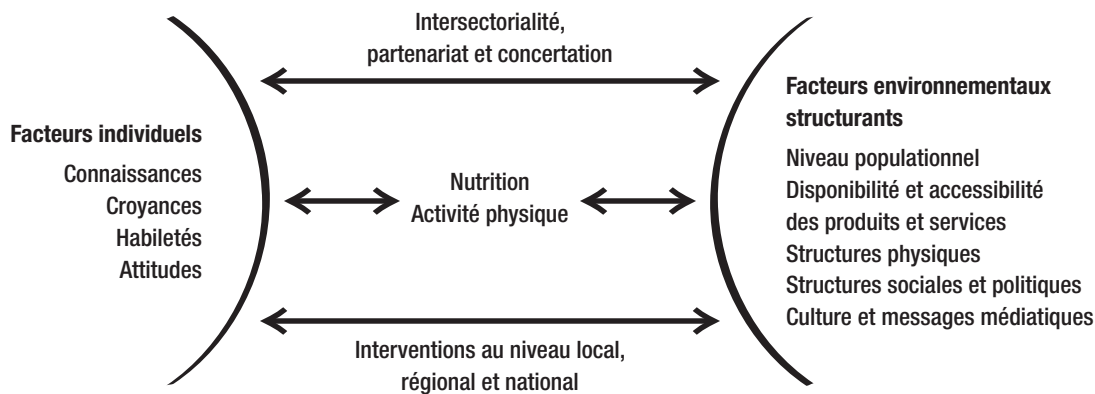 Intersectorialité,
partenariat et concertation
Facteurs individuels
Connaissances
Croyances
Habiletés
Attitudes
Nutrition
Activité physique
Facteurs environnementaux
structurants
Niveau populationnel
Disponibilité et accessibilité
des produits et services
Structures physiques
Structures sociales et politiques
Culture et messages médiatiques
Interventions au niveau local,
régional et national